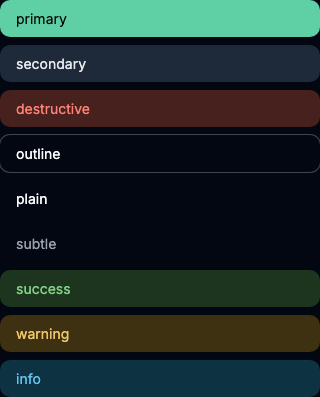 primary
secondary
destructive
outline
plain
subtle
success
warning
info